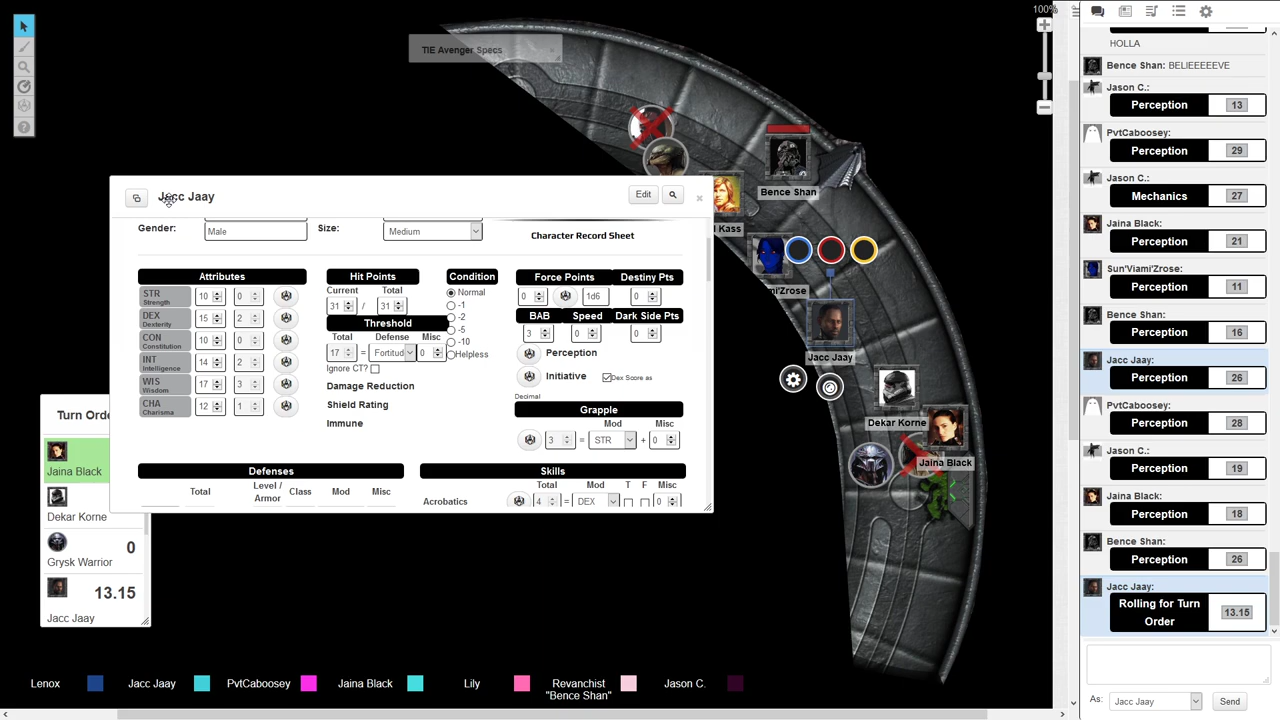 100%
TIE Avenger Specs
Bence Shan
l Kass
mi'Zrose
Jacc Jaay
Dekar Korne
Jaina Black
Jacc Jaay
Edit
Gender:
Male
Size:
Medium
Character Record Sheet
Attributes
STR
Strength
10
0
DEX
Dexterity
15
2
CON
Constitution
10
0
INT
Intelligence
14
2
WIS
Wisdom
17
3
CHA
Charisma
12
1
Hit Points
Current
Total
31 / 31
Threshold
Total
Defense
Misc
17 = Fortitud 0
Ignore CT?
Damage Reduction
Shield Rating
Immune
Condition
Normal
-1
-2
-5
-10
Helpless
Force Points
Destiny Pts
0
1d6
0
BAB
Speed
Dark Side Pts
3
0
0
Perception
Initiative
Dex Score as
Decimal
Grapple
Mod
Misc
3 = STR + 0
Defenses
Total
Level /
Armor
Class
Mod
Misc
Skills
Total
Mod
T
F
Misc
Acrobatics
4 = DEX 0
Turn Orde
Jaina Black
Dekar Korne
0
Grysk Warrior
13.15
Jacc Jaay
Lenox
Jacc Jaay
PvtCaboosey
Jaina Black
Lily
Revanchist
"Bence Shan"
Jason C.
HOLLA
Bence Shan: BELIEEEEEVE
Jason C.:
Perception 13
PvtCaboosey:
Perception 29
Jason C.:
Mechanics 27
Jaina Black:
Perception 21
Sun'Viami'Zrose:
Perception 11
Bence Shan:
Perception 16
Jacc Jaay:
Perception 26
PvtCaboosey:
Perception 28
Jason C.:
Perception 19
Jaina Black:
Perception 18
Bence Shan:
Perception 26
Jacc Jaay:
Rolling for Turn
Order
13.15
As:
Jacc Jaay
Send